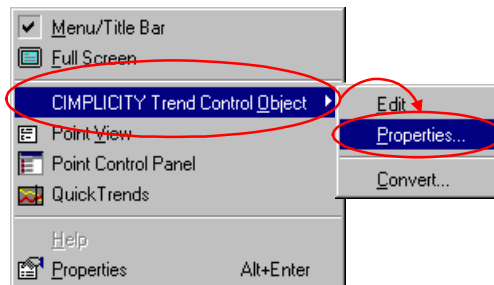 Menu/Title Bar
Full Screen
CIMPLICITY Trend Control Object
Point View
Point Control Panel
QuickTrends
Help
Properties Alt+Enter
Edit
Properties...
Convert...